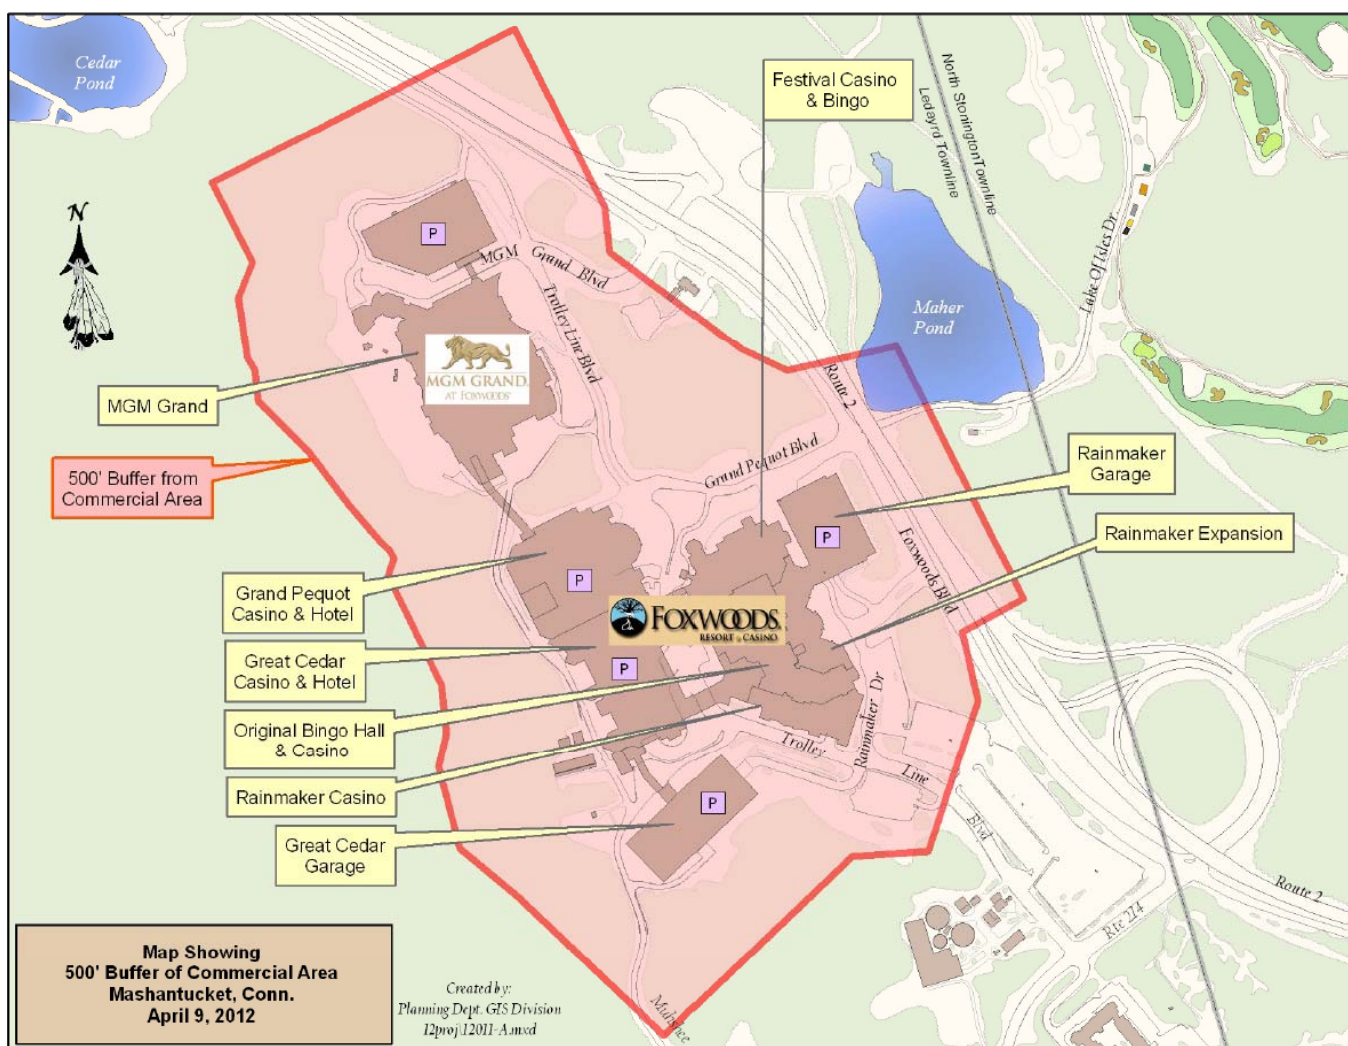 Cedar
Pond
Festival Casino
& Bingo
North Stonington Townline
Ledayrd Townline
N
P
MGM Grand Blvd
Trolley Line Blvd
Lake Of Isles Dr.
Maher
Pond
MGM GRAND
AT FOXWOODS
MGM Grand
Route 2
500' Buffer from
Commercial Area
Grand Pequot Blvd
Rainmaker
Garage
P
Rainmaker Expansion
Foxwoods Blvd
Grand Pequot
Casino & Hotel
P
FOXWOODS
RESORT & CASINO
Great Cedar
Casino & Hotel
P
Original Bingo Hall
& Casino
Rainmaker Dr
Trolley Line Blvd
Rainmaker Casino
P
Great Cedar
Garage
Route 2
Rte 214
Map Showing
500' Buffer of Commercial Area
Mashantucket, Conn.
April 9, 2012
Created by:
Planning Dept. GIS Division
12proj\12011-A.mxd